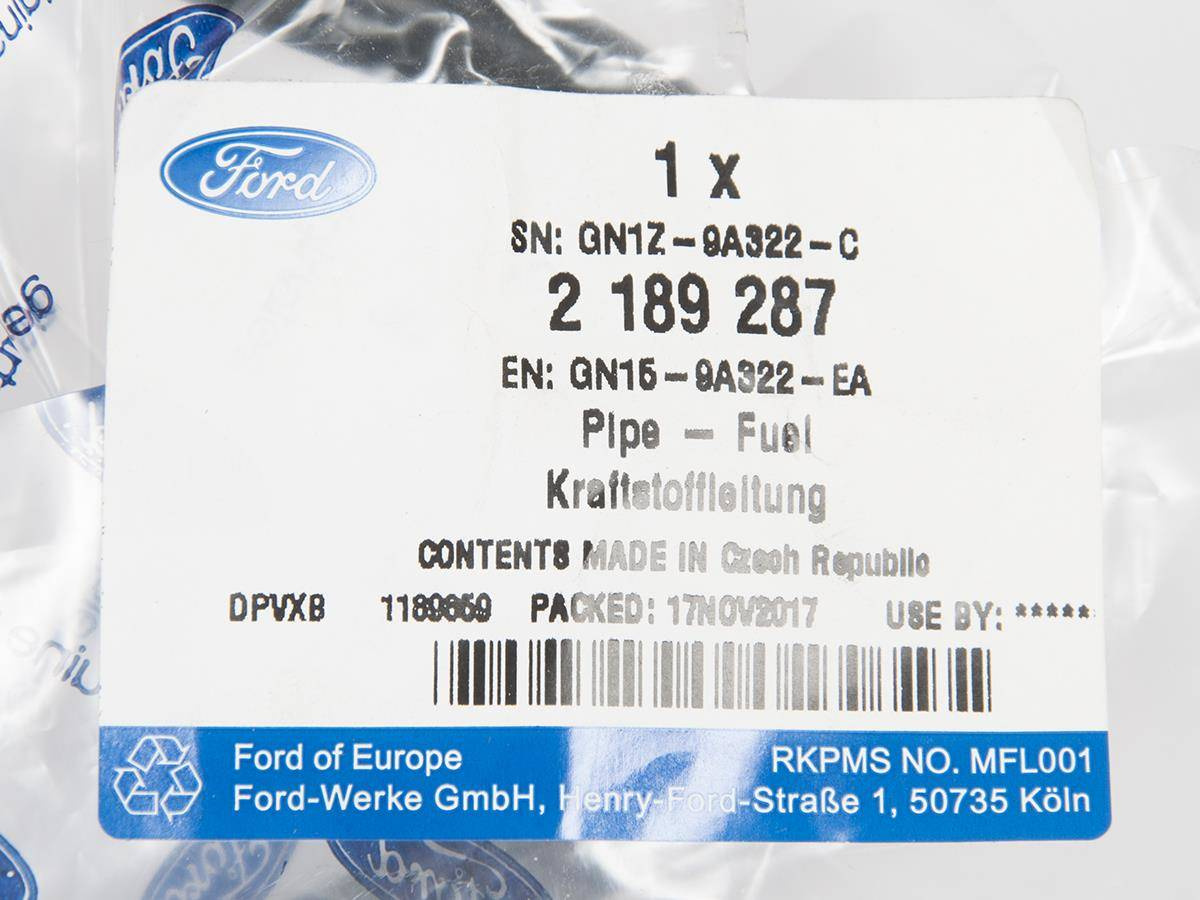 Ford
1 x
SN: GN1Z-9A322-C
2 189 287
EN: GN15-9A322-EA
Pipe - Fuel
Kraftstoffleitung
CONTENTS MADE IN Czech Republic
DPVXB 1189659 PACKED: 17NOV2017 USE BY: *****
Ford of Europe
RKPMS NO. MFL001
Ford-Werke GmbH, Henry-Ford-Straße 1, 50735 Köln